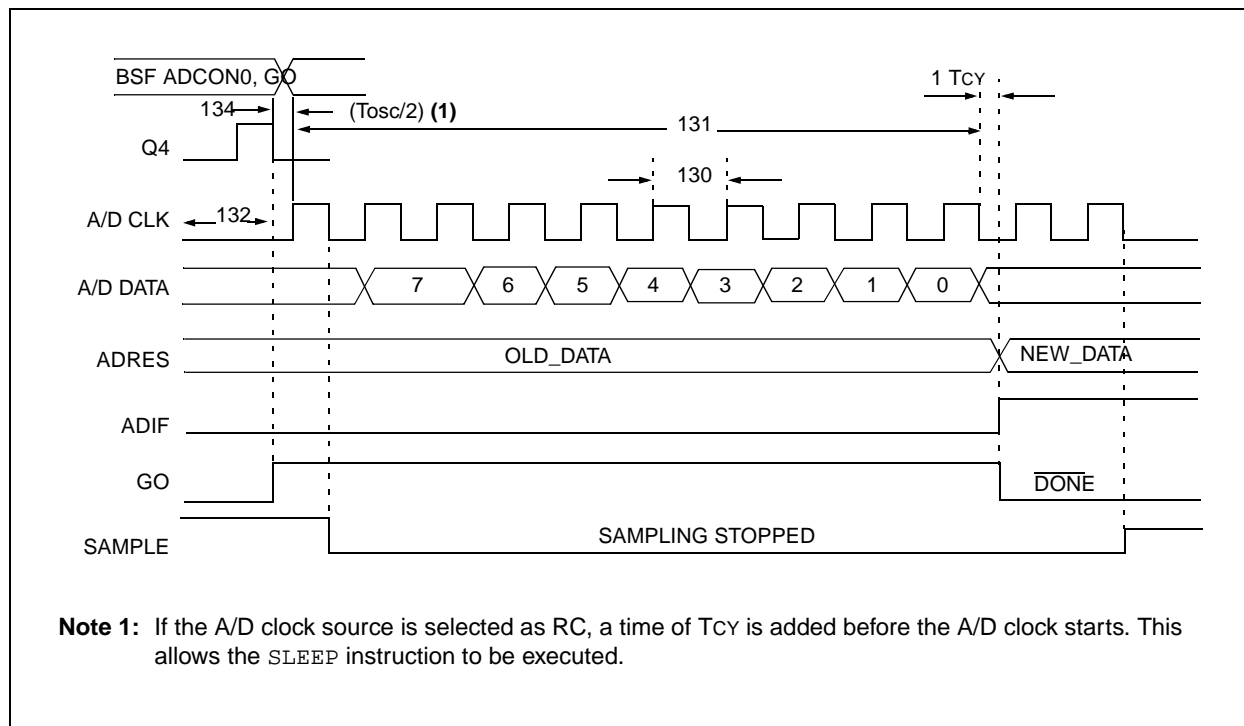 BSF ADCON0, GO
1 TCY
134
(Tosc/2) (1)
131
Q4
130
A/D CLK
132
A/D DATA
7 6 5 4 3 2 1 0
ADRES
OLD_DATA
NEW_DATA
ADIF
GO
DONE
SAMPLE
SAMPLING STOPPED
Note 1: If the A/D clock source is selected as RC, a time of TCY is added before the A/D clock starts. This
allows the SLEEP instruction to be executed.